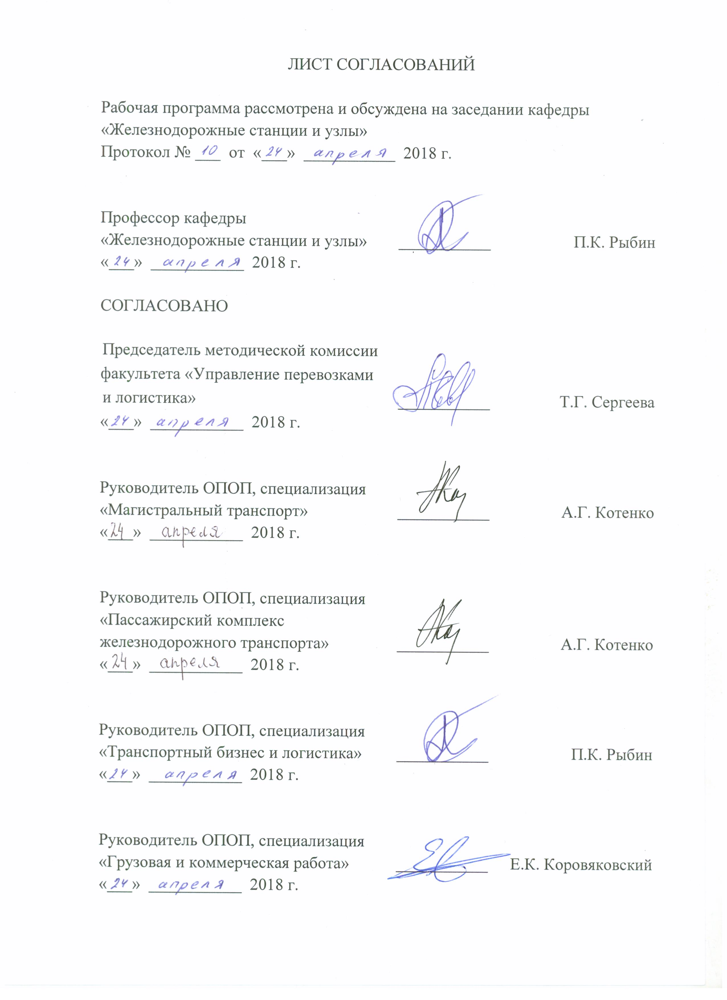 ЛИСТ СОГЛАСОВАНИЙ
Рабочая программа рассмотрена и обсуждена на заседании кафедры
«Железнодорожные станции и узлы»
Протокол № 10 от «24» апреля 2018 г.
Профессор кафедры
«Железнодорожные станции и узлы» П.К. Рыбин
«24» апреля 2018 г.
СОГЛАСОВАНО
Председатель методической комиссии
факультета «Управление перевозками
и логистика» Т.Г. Сергеева
«24» апреля 2018 г.
Руководитель ОПОП, специализация
«Магистральный транспорт» А.Г. Котенко
«24» апреля 2018 г.
Руководитель ОПОП, специализация
«Пассажирский комплекс
железнодорожного транспорта» А.Г. Котенко
«24» апреля 2018 г.
Руководитель ОПОП, специализация
«Транспортный бизнес и логистика» П.К. Рыбин
«24» апреля 2018 г.
Руководитель ОПОП, специализация
«Грузовая и коммерческая работа» Е.К. Коровяковский
«24» апреля 2018 г.